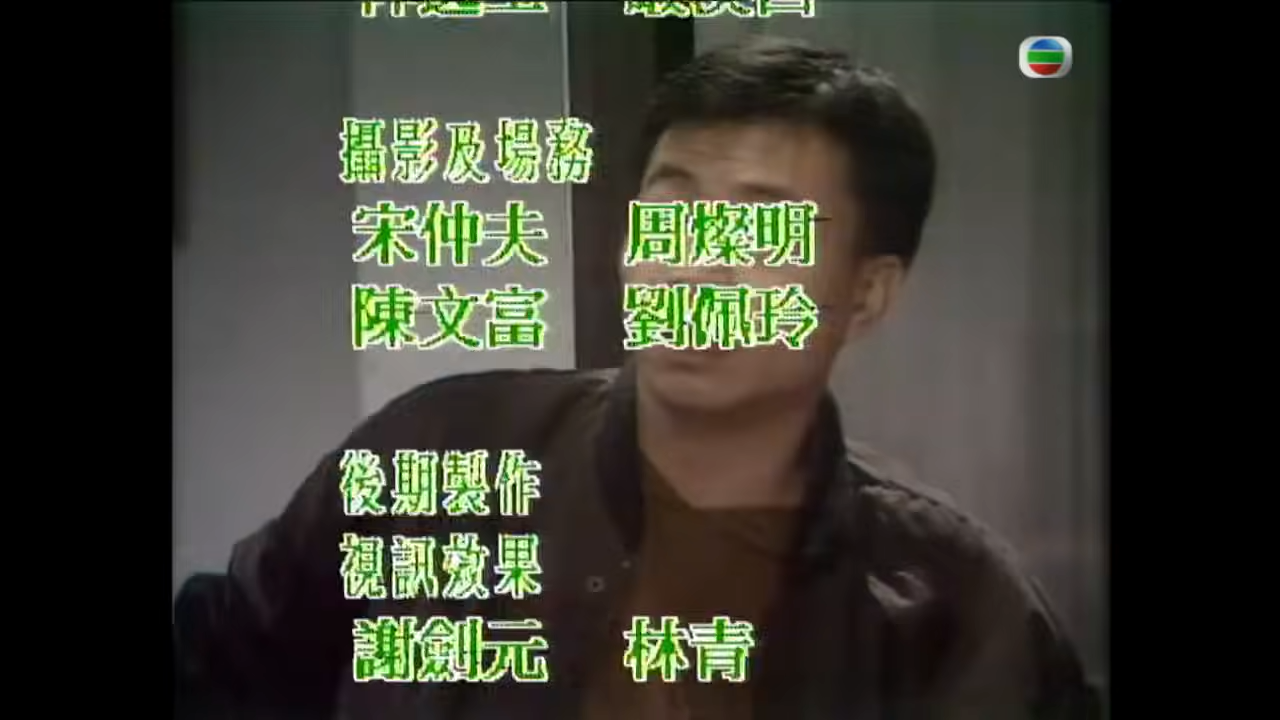 攝影及場務
宋仲夫 周燦明
陳文富 劉佩玲
後期製作
視訊效果
謝劍元 林青